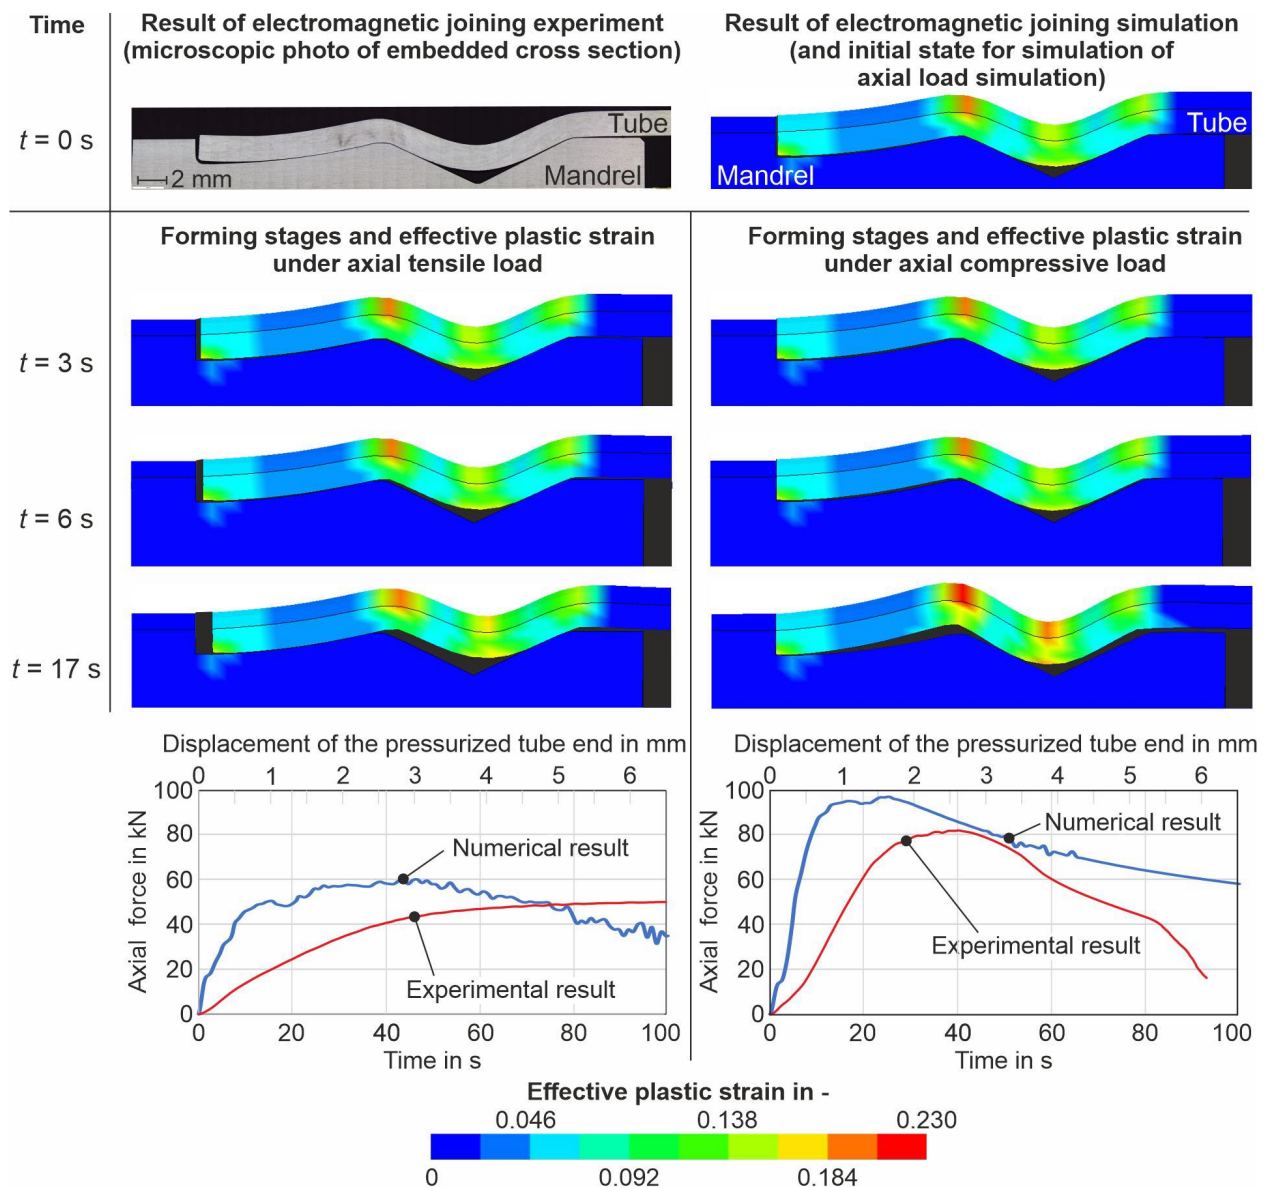 Time
Result of electromagnetic joining experiment
(microscopic photo of embedded cross section)
Result of electromagnetic joining simulation
(and initial state for simulation of
axial load simulation)
t = 0 s
Tube
Mandrel
2 mm
Tube
Mandrel
Forming stages and effective plastic strain
under axial tensile load
Forming stages and effective plastic strain
under axial compressive load
t = 3 s
t = 6 s
t = 17 s
Displacement of the pressurized tube end in mm
0 1 2 3 4 5 6
100
80
60
40
20
0
Axial force in kN
Numerical result
Experimental result
0 20 40 60 80 100
Time in s
Displacement of the pressurized tube end in mm
0 1 2 3 4 5 6
100
80
60
40
20
0
Axial force in kN
Numerical result
Experimental result
0 20 40 60 80 100
Time in s
Effective plastic strain in -
0.046 0.138 0.230
0 0.092 0.184